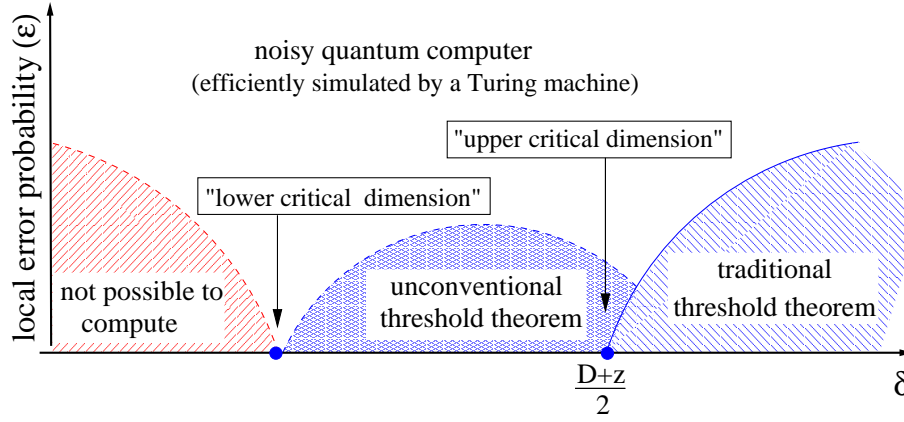 local error probability (ε)
noisy quantum computer
(efficiently simulated by a Turing machine)
"upper critical dimension"
"lower critical dimension"
not possible to
compute
unconventional
threshold theorem
traditional
threshold theorem
D+z
2
δ